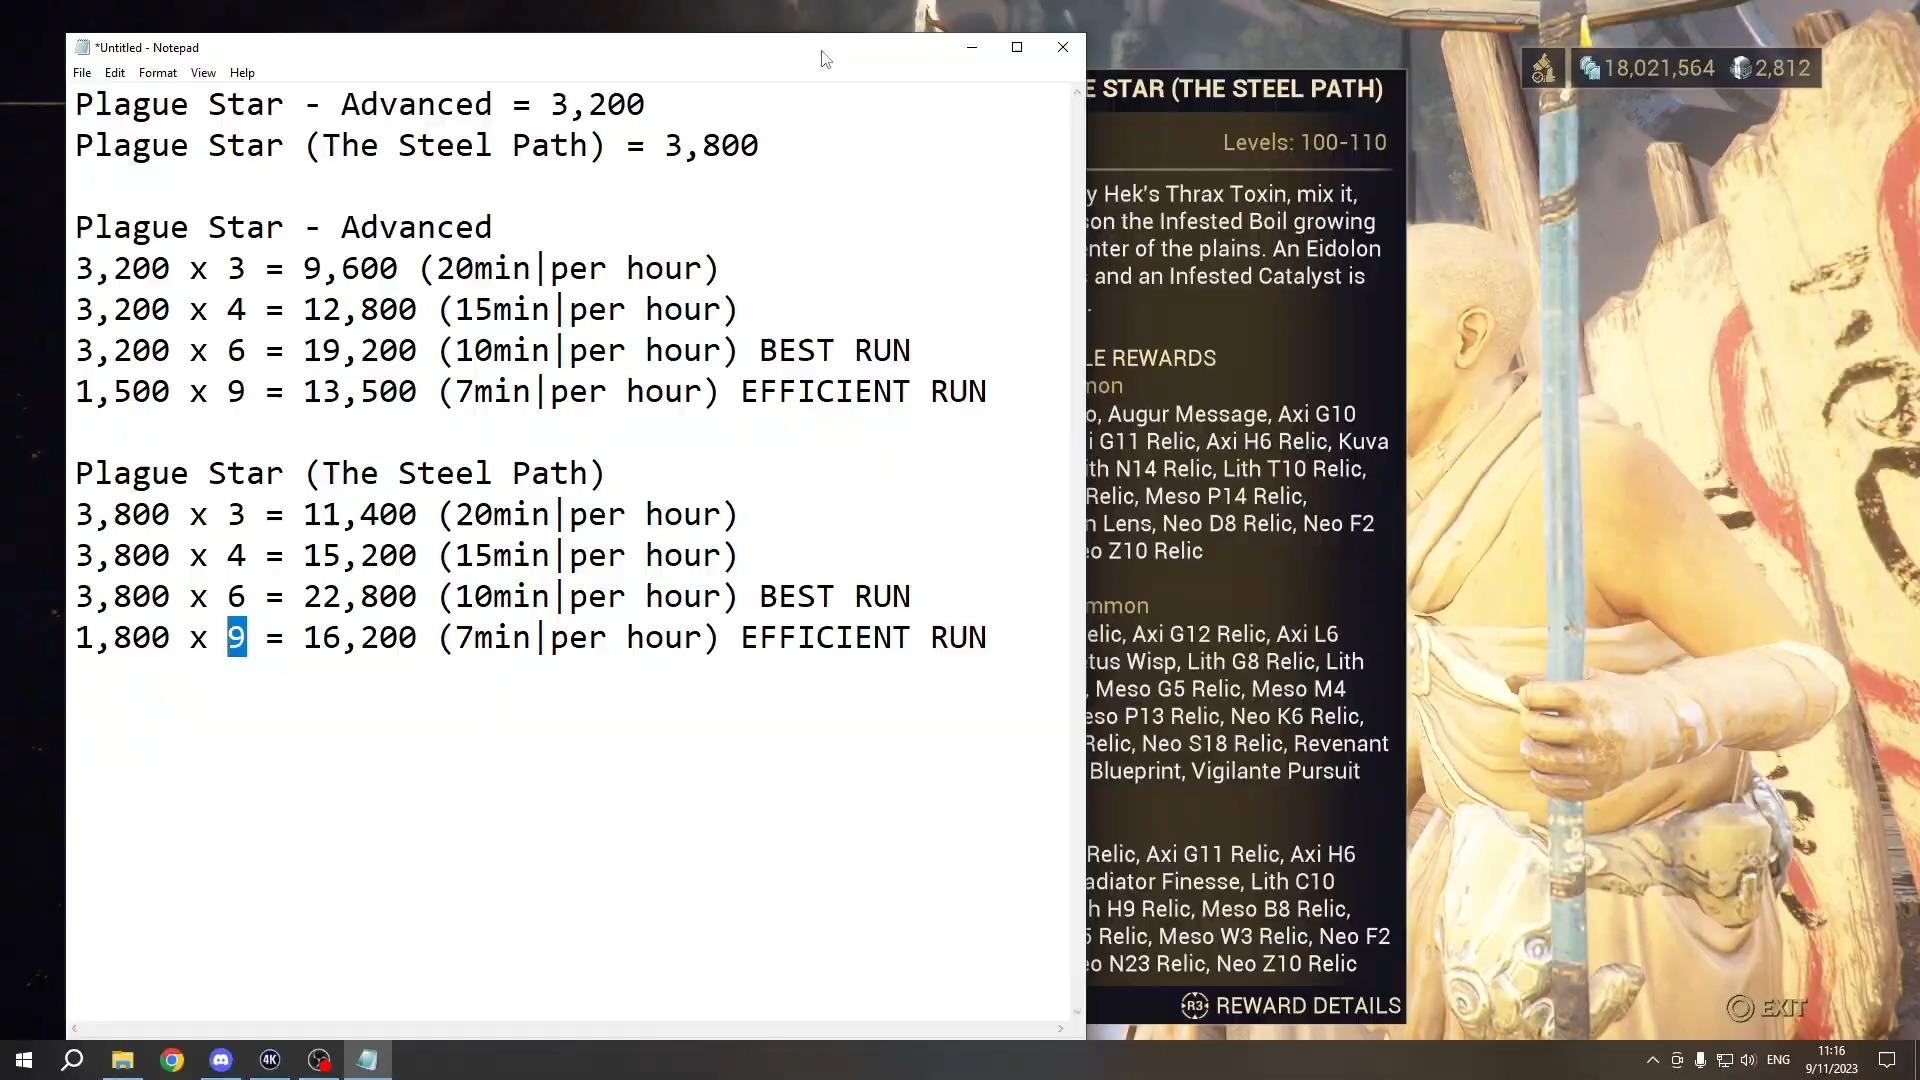 *Untitled - Notepad
File Edit Format View Help
Plague Star - Advanced = 3,200
Plague Star (The Steel Path) = 3,800
Plague Star - Advanced
3,200 x 3 = 9,600 (20min|per hour)
3,200 x 4 = 12,800 (15min|per hour)
3,200 x 6 = 19,200 (10min|per hour) BEST RUN
1,500 x 9 = 13,500 (7min|per hour) EFFICIENT RUN
Plague Star (The Steel Path)
3,800 x 3 = 11,400 (20min|per hour)
3,800 x 4 = 15,200 (15min|per hour)
3,800 x 6 = 22,800 (10min|per hour) BEST RUN
1,800 x 9 = 16,200 (7min|per hour) EFFICIENT RUN
18,021,564 2,812
STAR (THE STEEL PATH)
Levels: 100-110
Hek's Thrax Toxin, mix it,
the Infested Boil growing
of the plains. An Eidolon
and an Infested Catalyst is
REWARDS
Augur Message, Axi G10
G11 Relic, Axi H6 Relic, Kuva
N14 Relic, Lith T10 Relic,
Relic, Meso P14 Relic,
Lens, Neo D8 Relic, Neo F2
Z10 Relic
Axi G12 Relic, Axi L6
Wisp, Lith G8 Relic, Lith
Meso G5 Relic, Meso M4
P13 Relic, Neo K6 Relic,
Relic, Neo S18 Relic, Revenant
Blueprint, Vigilante Pursuit
Relic, Axi G11 Relic, Axi H6
Finesse, Lith C10
H9 Relic, Meso B8 Relic,
Relic, Meso W3 Relic, Neo F2
N23 Relic, Neo Z10 Relic
R3 REWARD DETAILS
EXIT
4K
ENG
11:16
9/11/2023